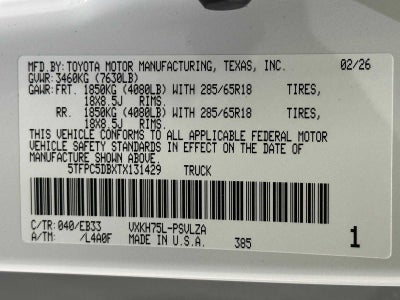 MFD.BY:TOYOTA MOTOR MANUFACTURING, TEXAS, INC. 02/26
GVWR: 3460KG (7630LB)
GAWR: FRT. 1850KG (4080LB) WITH 285/65R18 TIRES,
18X8.5J RIMS.
RR. 1850KG (4080LB) WITH 285/65R18 TIRES,
18X8.5J RIMS.
THIS VEHICLE CONFORMS TO ALL APPLICABLE FEDERAL MOTOR
VEHICLE SAFETY STANDARDS IN EFFECT ON THE DATE OF
MANUFACTURE SHOWN ABOVE.
5TFPC5DBXTX131429 TRUCK
C/TR: 040/EB33 VXKH75L-PSVLZA
A/TM: /L4A0F MADE IN U.S.A. 385 1